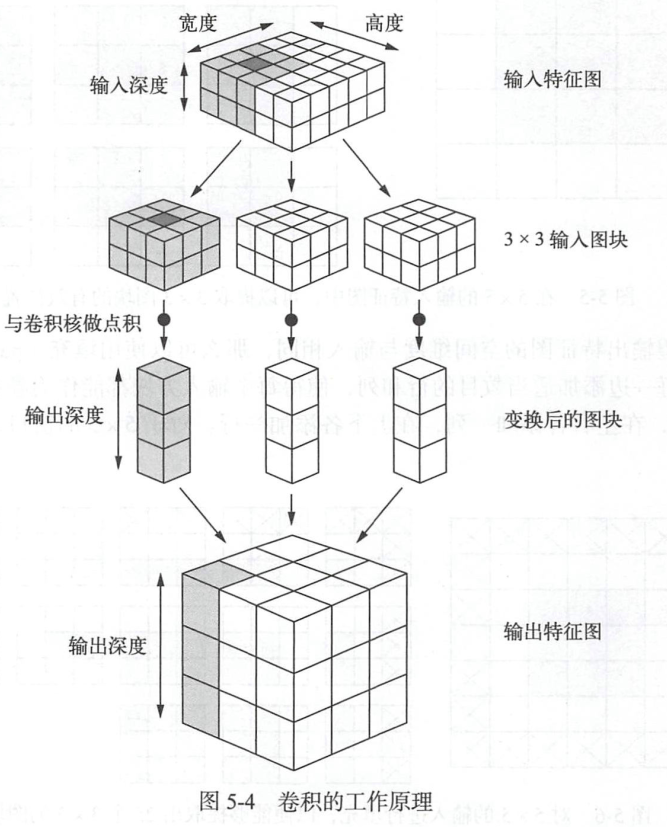 宽度
高度
输入深度
输入特征图
3 × 3 输入图块
与卷积核做点积
输出深度
变换后的图块
输出深度
输出特征图
图 5-4 卷积的工作原理